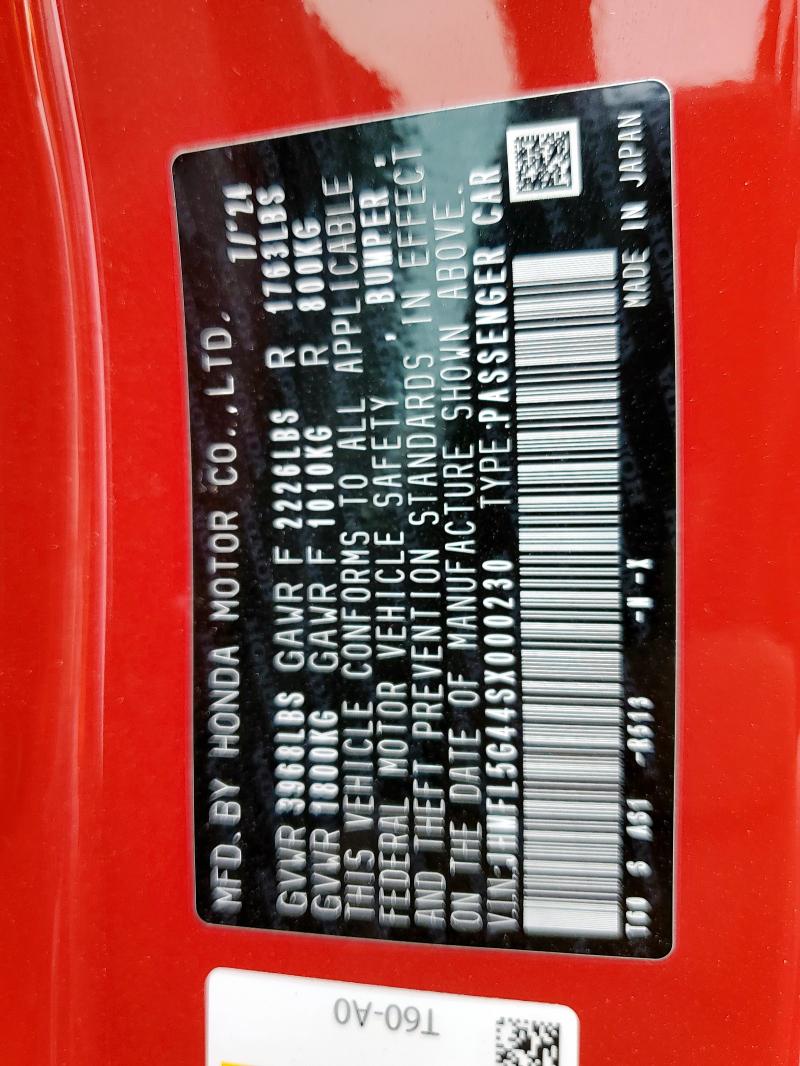 MFD. BY HONDA MOTOR CO., LTD. 7/'24
GVWR 3968LBS GAWR F 2226LBS R 1763LBS
GVWR 1800KG GAWR F 1010KG R 800KG
THIS VEHICLE CONFORMS TO ALL APPLICABLE
FEDERAL MOTOR VEHICLE SAFETY , BUMPER ,
AND THEFT PREVENTION STANDARDS IN EFFECT
ON THE DATE OF MANUFACTURE SHOWN ABOVE.
VIN:JHMFL5G44SX000230 TYPE:PASSENGER CAR
T60 6 A61 -R513 -N -X MADE IN JAPAN
T60-A0